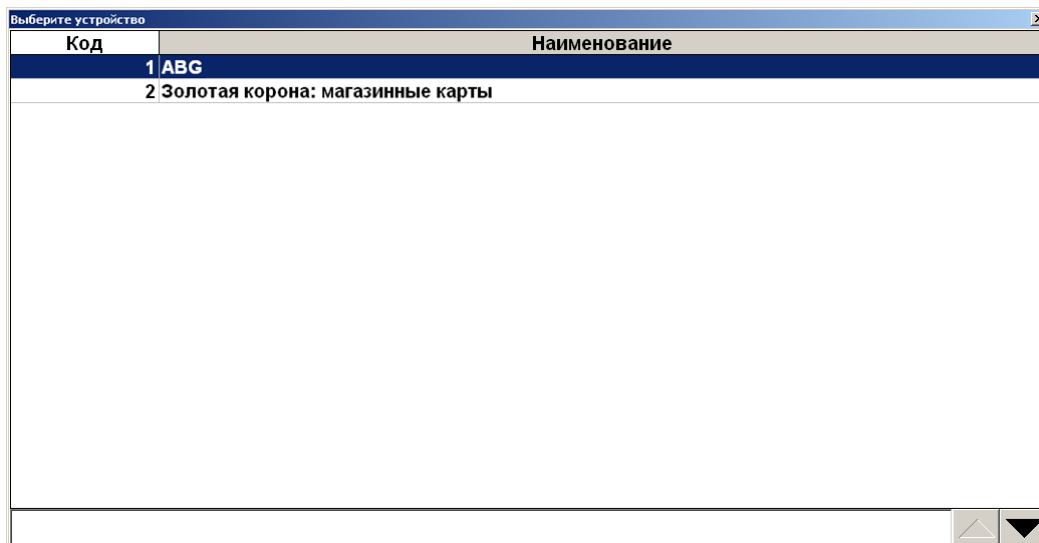 Выберите устройство
Код Наименование
1 ABG
2 Золотая корона: магазинные карты